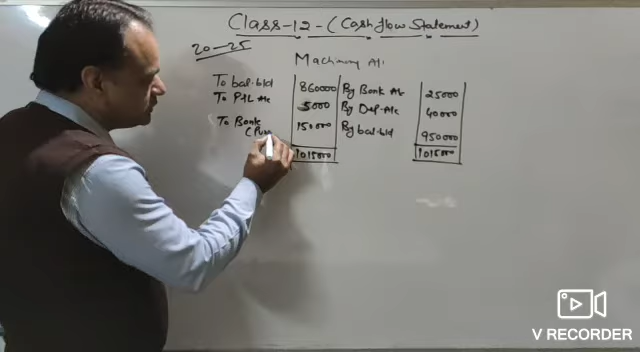 Class-12-(Cash flow Statement)
20-25
Machinery A/c
To bal.b/d 860000 By Bank A/c 25000
To P/L A/c 5000 By Dep.A/c 40000
To Bank 150000 By bal.b/d 950000
(Pur
1015000 1015000
V RECORDER